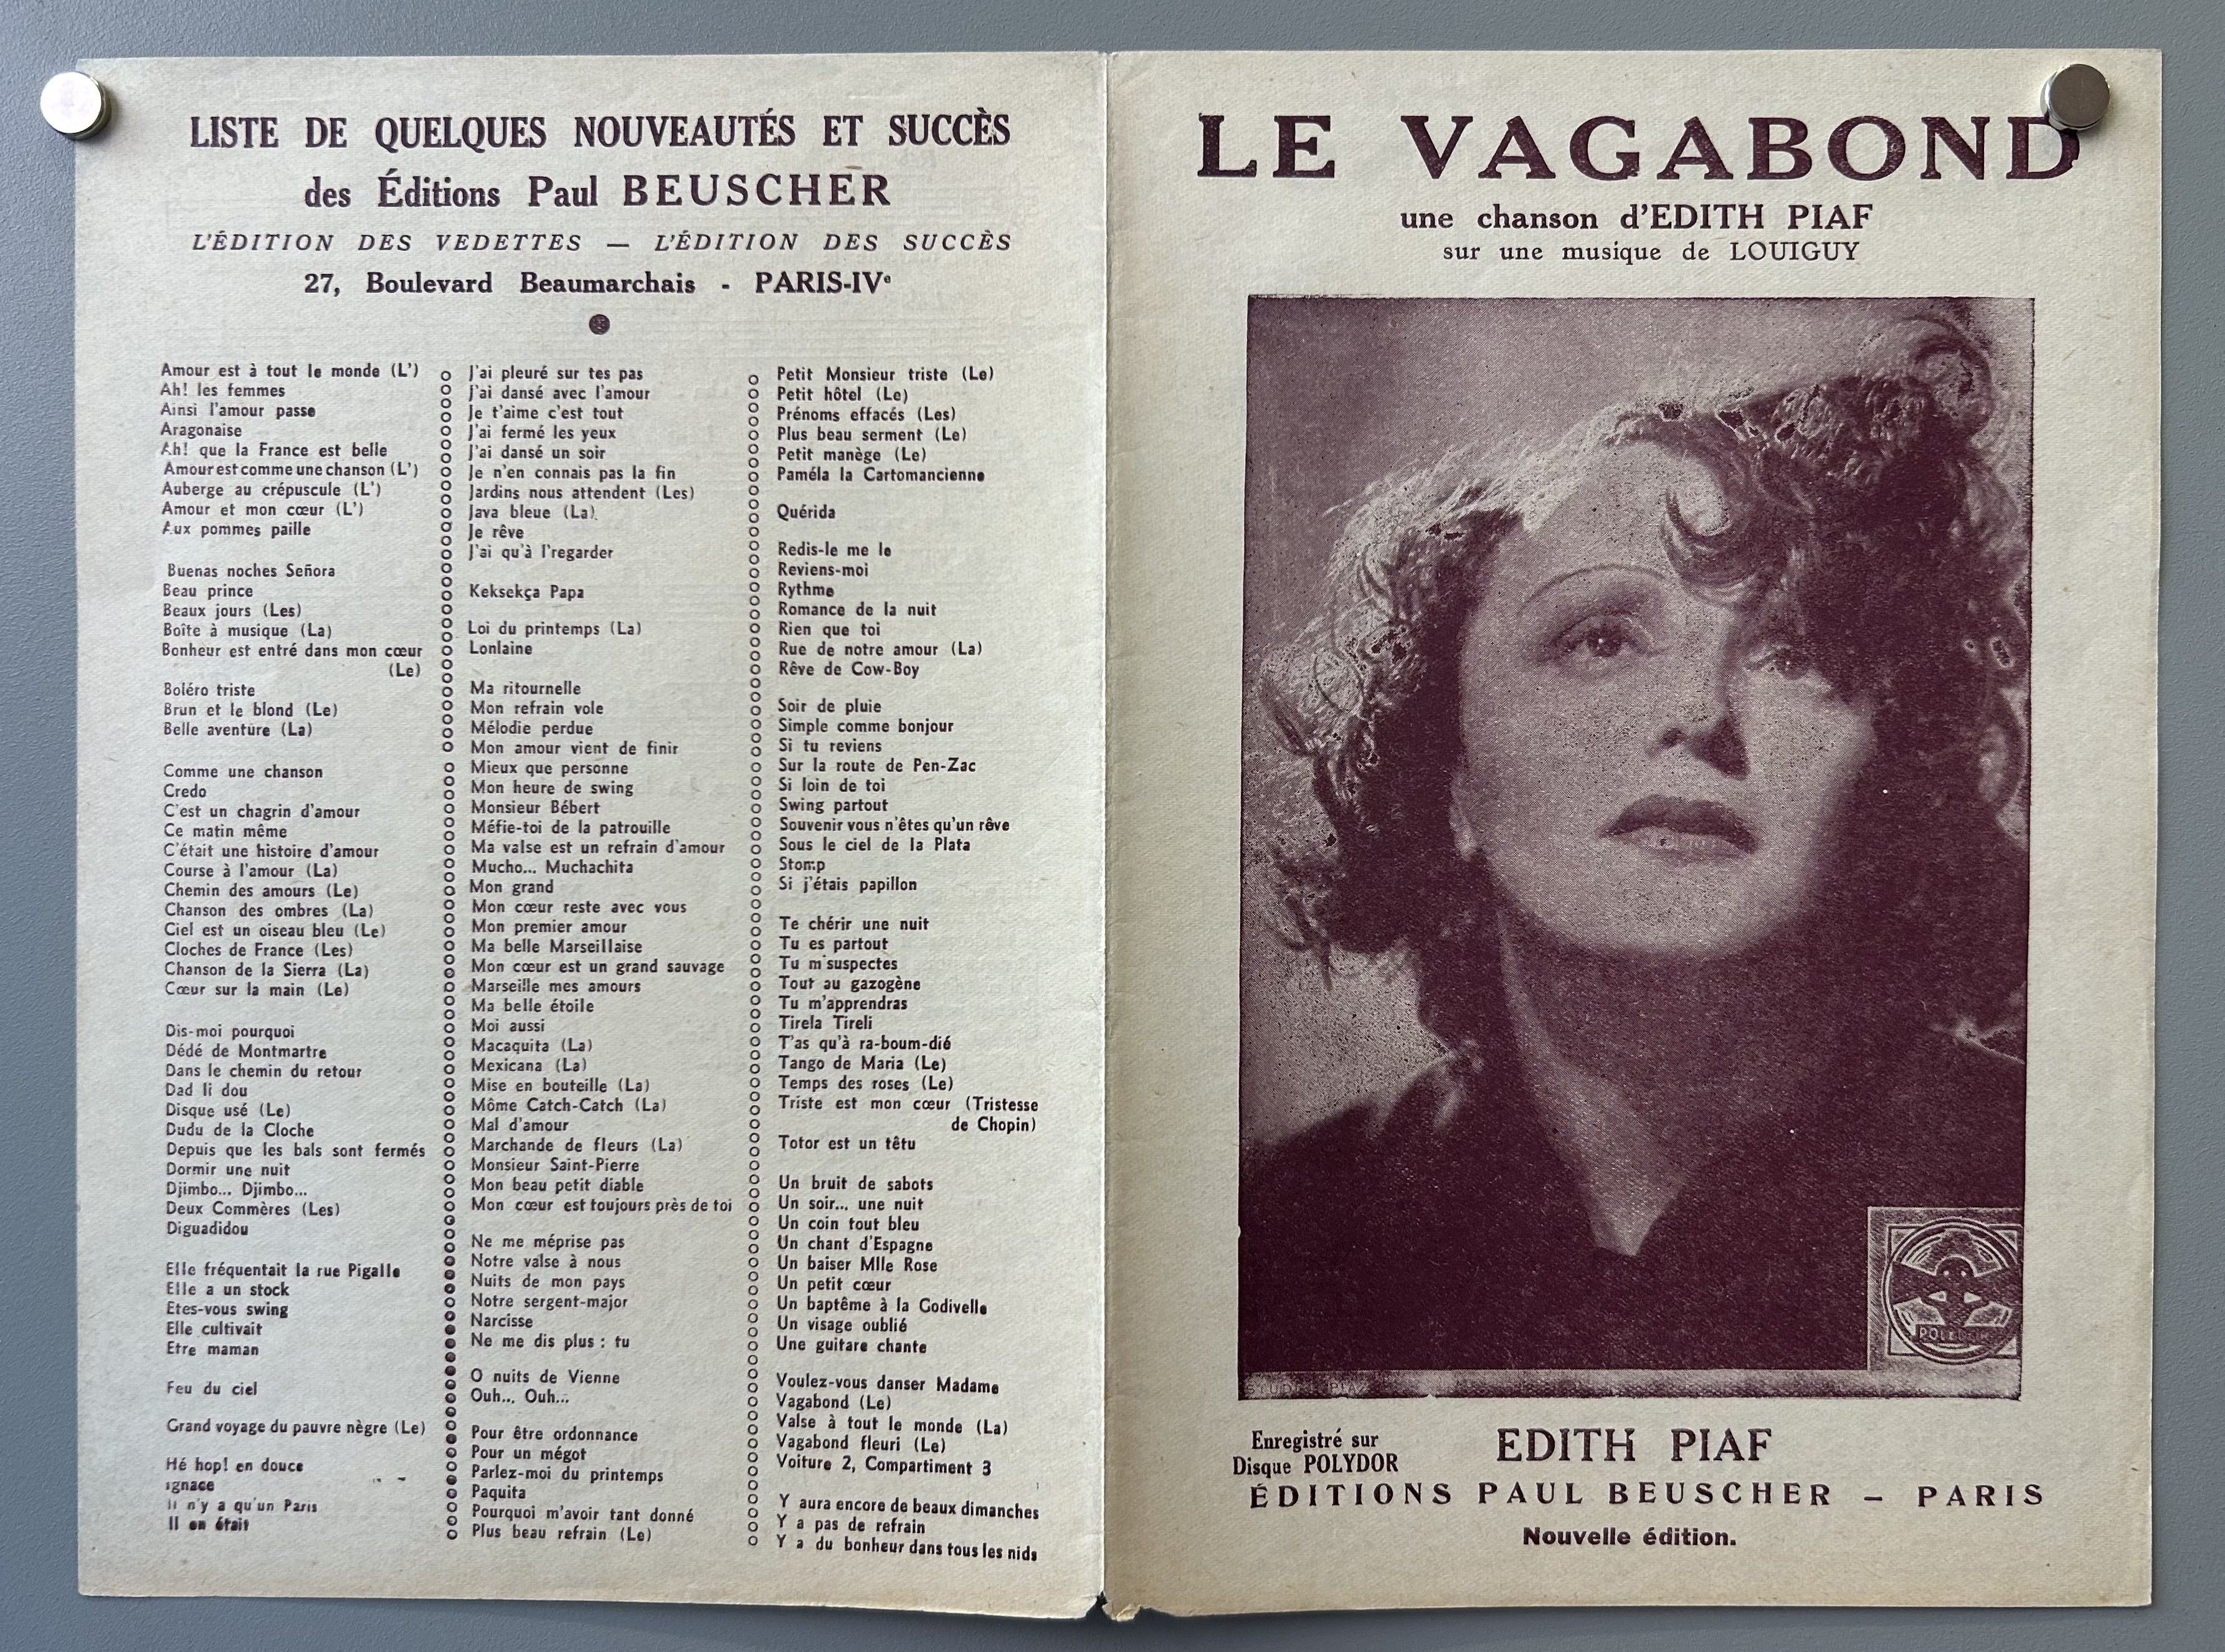 LISTE DE QUELQUES NOUVEAUTÉS ET SUCCÈS
des Éditions Paul BEUSCHER
L'ÉDITION DES VEDETTES — L'ÉDITION DES SUCCÈS
27, Boulevard Beaumarchais - PARIS-IVe
Amour est à tout le monde (L')
Ah! les femmes
Ainsi l'amour passe
Aragonaise
Ah! que la France est belle
Amour est comme une chanson (L')
Auberge au crépuscule (L')
Amour et mon cœur (L')
Aux pommes paille
Buenas noches Señora
Beau prince
Beaux jours (Les)
Boîte à musique (La)
Bonheur est entré dans mon cœur
(Le)
Boléro triste
Brun et le blond (Le)
Belle aventure (La)
Comme une chanson
Credo
C'est un chagrin d'amour
Ce matin même
C'était une histoire d'amour
Course à l'amour (La)
Chemin des amours (Le)
Chanson des ombres (La)
Ciel est un oiseau bleu (Le)
Cloches de France (Les)
Chanson de la Sierra (La)
Cœur sur la main (Le)
Dis-moi pourquoi
Dédé de Montmartre
Dans le chemin du retour
Dad li dou
Disque usé (Le)
Dudu de la Cloche
Depuis que les bals sont fermés
Dormir une nuit
Djimbo... Djimbo...
Deux Commères (Les)
Diguadidou
Elle fréquentait la rue Pigalle
Elle a un stock
Etes-vous swing
Elle cultivait
Etre maman
Feu du ciel
Grand voyage du pauvre nègre (Le)
Hé hop! en douce
Ignace
Il n'y a qu'un Paris
Il en était
J'ai pleuré sur tes pas
J'ai dansé avec l'amour
Je t'aime c'est tout
J'ai fermé les yeux
J'ai dansé un soir
Je n'en connais pas la fin
Jardins nous attendent (Les)
Java bleue (La)
Je rêve
J'ai qu'à l'regarder
Keksekça Papa
Loi du printemps (La)
Lonlaine
Ma ritournelle
Mon refrain vole
Mélodie perdue
Mon amour vient de finir
Mieux que personne
Mon heure de swing
Monsieur Bébert
Méfie-toi de la patrouille
Ma valse est un refrain d'amour
Mucho... Muchachita
Mon grand
Mon cœur reste avec vous
Mon premier amour
Ma belle Marseillaise
Mon cœur est un grand sauvage
Marseille mes amours
Ma belle étoile
Moi aussi
Macaquita (La)
Mexicana (La)
Mise en bouteille (La)
Môme Catch-Catch (La)
Mal d'amour
Marchande de fleurs (La)
Monsieur Saint-Pierre
Mon beau petit diable
Mon cœur est toujours près de toi
Ne me méprise pas
Notre valse à nous
Nuits de mon pays
Notre sergent-major
Narcisse
Ne me dis plus : tu
O nuits de Vienne
Ouh... Ouh...
Pour être ordonnance
Pour un mégot
Parlez-moi du printemps
Paquita
Pourquoi m'avoir tant donné
Plus beau refrain (Le)
Petit Monsieur triste (Le)
Petit hôtel (Le)
Prénoms effacés (Les)
Plus beau serment (Le)
Petit manège (Le)
Paméla la Cartomancienne
Quérida
Redis-le me le
Reviens-moi
Rythme
Romance de la nuit
Rien que toi
Rue de notre amour (La)
Rêve de Cow-Boy
Soir de pluie
Simple comme bonjour
Si tu reviens
Sur la route de Pen-Zac
Si loin de toi
Swing partout
Souvenir vous n'êtes qu'un rêve
Sous le ciel de la Plata
Stomp
Si j'étais papillon
Te chérir une nuit
Tu es partout
Tu m'suspectes
Tout au gazogène
Tu m'apprendras
Tirela Tireli
T'as qu'à ra-boum-dié
Tango de Maria (Le)
Temps des roses (Le)
Triste est mon cœur (Tristesse
de Chopin)
Totor est un têtu
Un bruit de sabots
Un soir... une nuit
Un coin tout bleu
Un chant d'Espagne
Un baiser Mlle Rose
Un petit cœur
Un baptême à la Godivelle
Un visage oublié
Une guitare chante
Voulez-vous danser Madame
Vagabond (Le)
Valse à tout le monde (La)
Vagabond fleuri (Le)
Voiture 2, Compartiment 3
Y aura encore de beaux dimanches
Y a pas de refrain
Y a du bonheur dans tous les nids
LE VAGABOND
une chanson d'EDITH PIAF
sur une musique de LOUIGUY
POLYDOR
STUDIO PIAZ
Enregistré sur
Disque POLYDOR
EDITH PIAF
ÉDITIONS PAUL BEUSCHER – PARIS
Nouvelle édition.